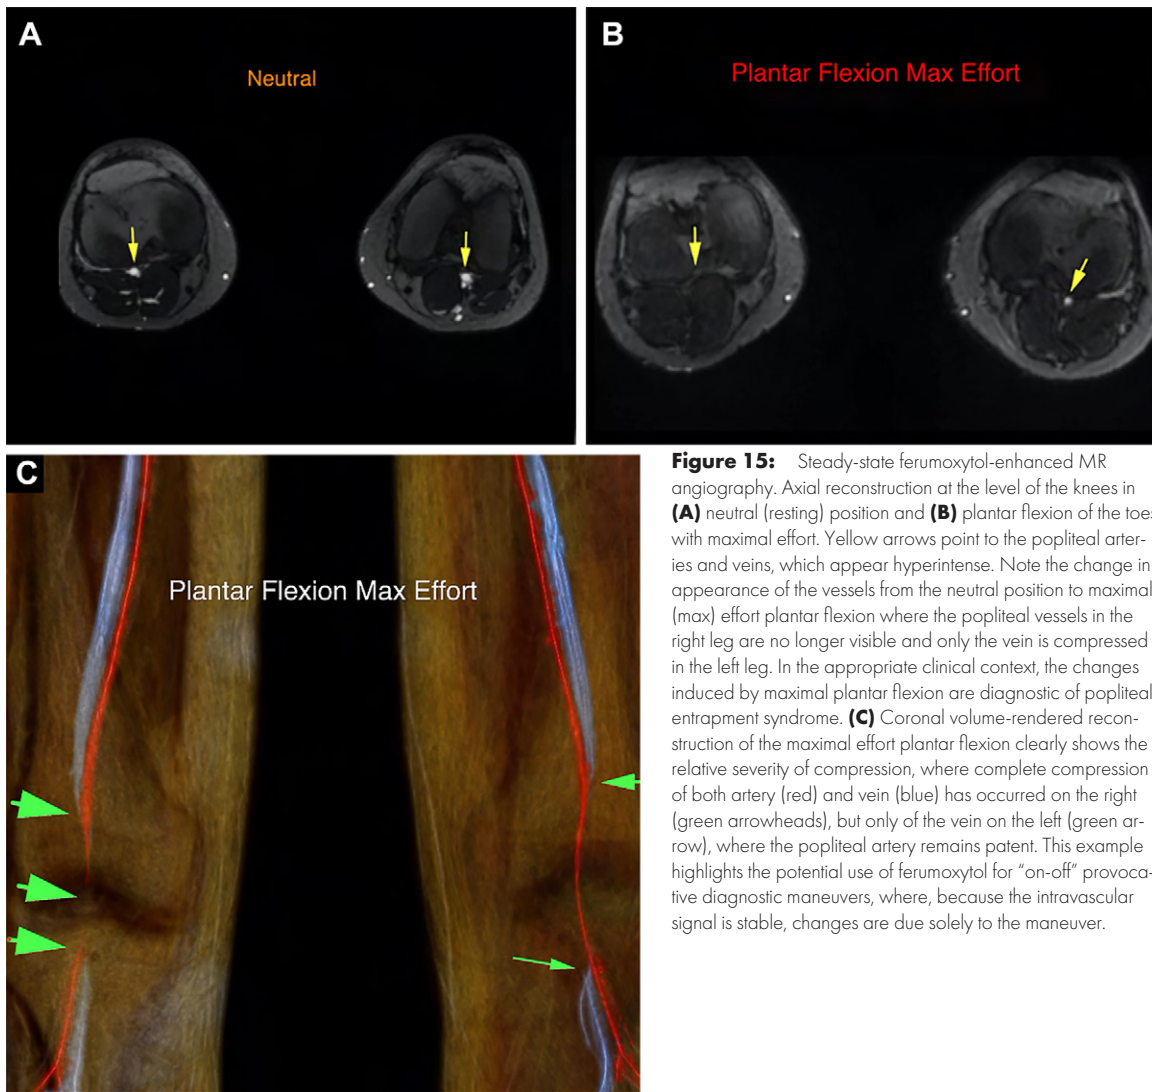 A
Neutral
B
Plantar Flexion Max Effort
C
Plantar Flexion Max Effort
Figure 15: Steady-state ferumoxytol-enhanced MR
angiography. Axial reconstruction at the level of the knees in
(A) neutral (resting) position and (B) plantar flexion of the toes
with maximal effort. Yellow arrows point to the popliteal arter-
ies and veins, which appear hyperintense. Note the change in
appearance of the vessels from the neutral position to maximal
(max) effort plantar flexion where the popliteal vessels in the
right leg are no longer visible and only the vein is compressed
in the left leg. In the appropriate clinical context, the changes
induced by maximal plantar flexion are diagnostic of popliteal
entrapment syndrome. (C) Coronal volume-rendered recon-
struction of the maximal effort plantar flexion clearly shows the
relative severity of compression, where complete compression
of both artery (red) and vein (blue) has occurred on the right
(green arrowheads), but only of the vein on the left (green ar-
row), where the popliteal artery remains patent. This example
highlights the potential use of ferumoxytol for “on-off” provoca-
tive diagnostic maneuvers, where, because the intravascular
signal is stable, changes are due solely to the maneuver.